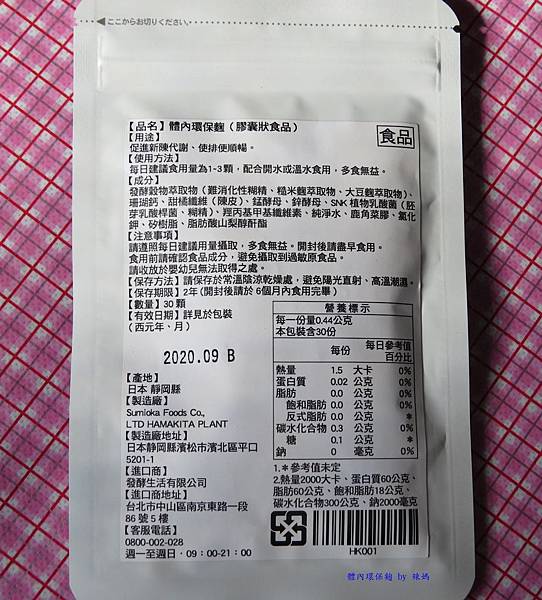 ここからお切りください。
【品名】體內環保麴（膠囊狀食品）
食品
【用途】
促進新陳代謝、使排便順暢。
【使用方法】
每日建議食用量為1-3顆，配合開水或溫水食用，多食無益。
【成分】
發酵穀物萃取物（難消化性糊精、糙米麴萃取物、大豆麴萃取物）、
珊瑚鈣、甜橘纖維（陳皮）、錳酵母、鋅酵母、SNK 植物乳酸菌（胚
芽乳酸桿菌、糊精）、羥丙基甲基纖維素、純淨水、鹿角菜膠、氯化
鉀、矽樹脂、脂肪酸山梨醇酐酯
【注意事項】
請遵照每日建議用量攝取，多食無益。開封後請盡早食用。
食用前請確認食品成分，避免攝取到過敏原食品。
請收放於嬰幼兒無法取得之處。
【保存方法】請保存於常溫陰涼乾燥處，避免陽光直射、高溫潮濕。
【保存期限】2年（開封後請於 6個月內食用完畢）
【數量】30 顆
【有效日期】詳見於包裝
（西元年、月）
2020.09 B
【產地】
日本 靜岡縣
【製造廠】
Sumioka Foods Co.,
LTD HAMAKITA PLANT
【製造廠地址】
日本靜岡縣濱松市濱北區平口
5201-1
【進口商】
發酵生活有限公司
【進口商地址】
台北市中山區南京東路一段
86 號 5 樓
【客服電話】
0800-002-028
週一至週日．09：00-21：00
營養標示
每一份量0.44公克
本包裝含30份
每份 每日參考值
百分比
熱量 1.5 大卡 0%
蛋白質 0.02 公克 0%
脂肪 0.0 公克 0%
飽和脂肪 0.0 公克 0%
反式脂肪 0.0 公克 *
碳水化合物 0.3 公克 0%
糖 0.1 公克 *
鈉 0 毫克 0%
1.＊參考值未定
2.熱量2000大卡、蛋白質60公克、
脂肪60公克、飽和脂肪18公克、
碳水化合物300公克、鈉2000毫克
HK001
體內環保麴 by 辣媽